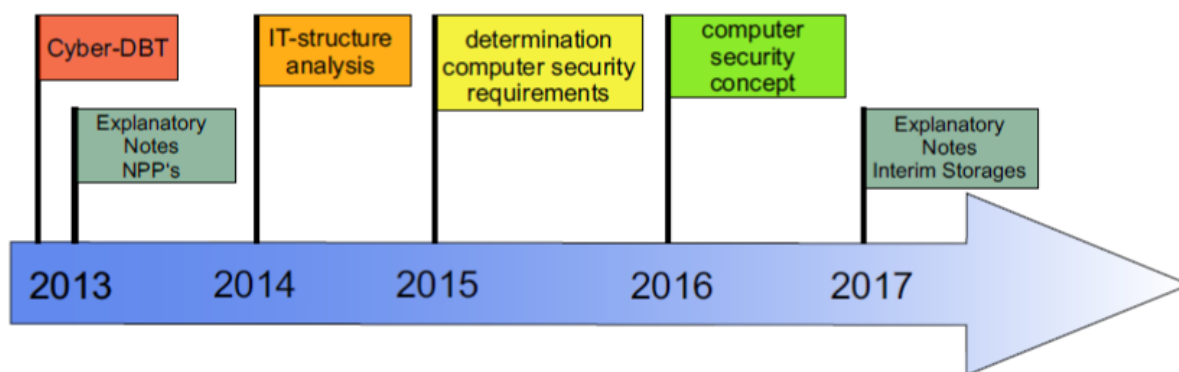 Cyber-DBT
Explanatory
Notes
NPP's
IT-structure
analysis
determination
computer security
requirements
computer
security
concept
Explanatory
Notes
Interim Storages
2013
2014
2015
2016
2017